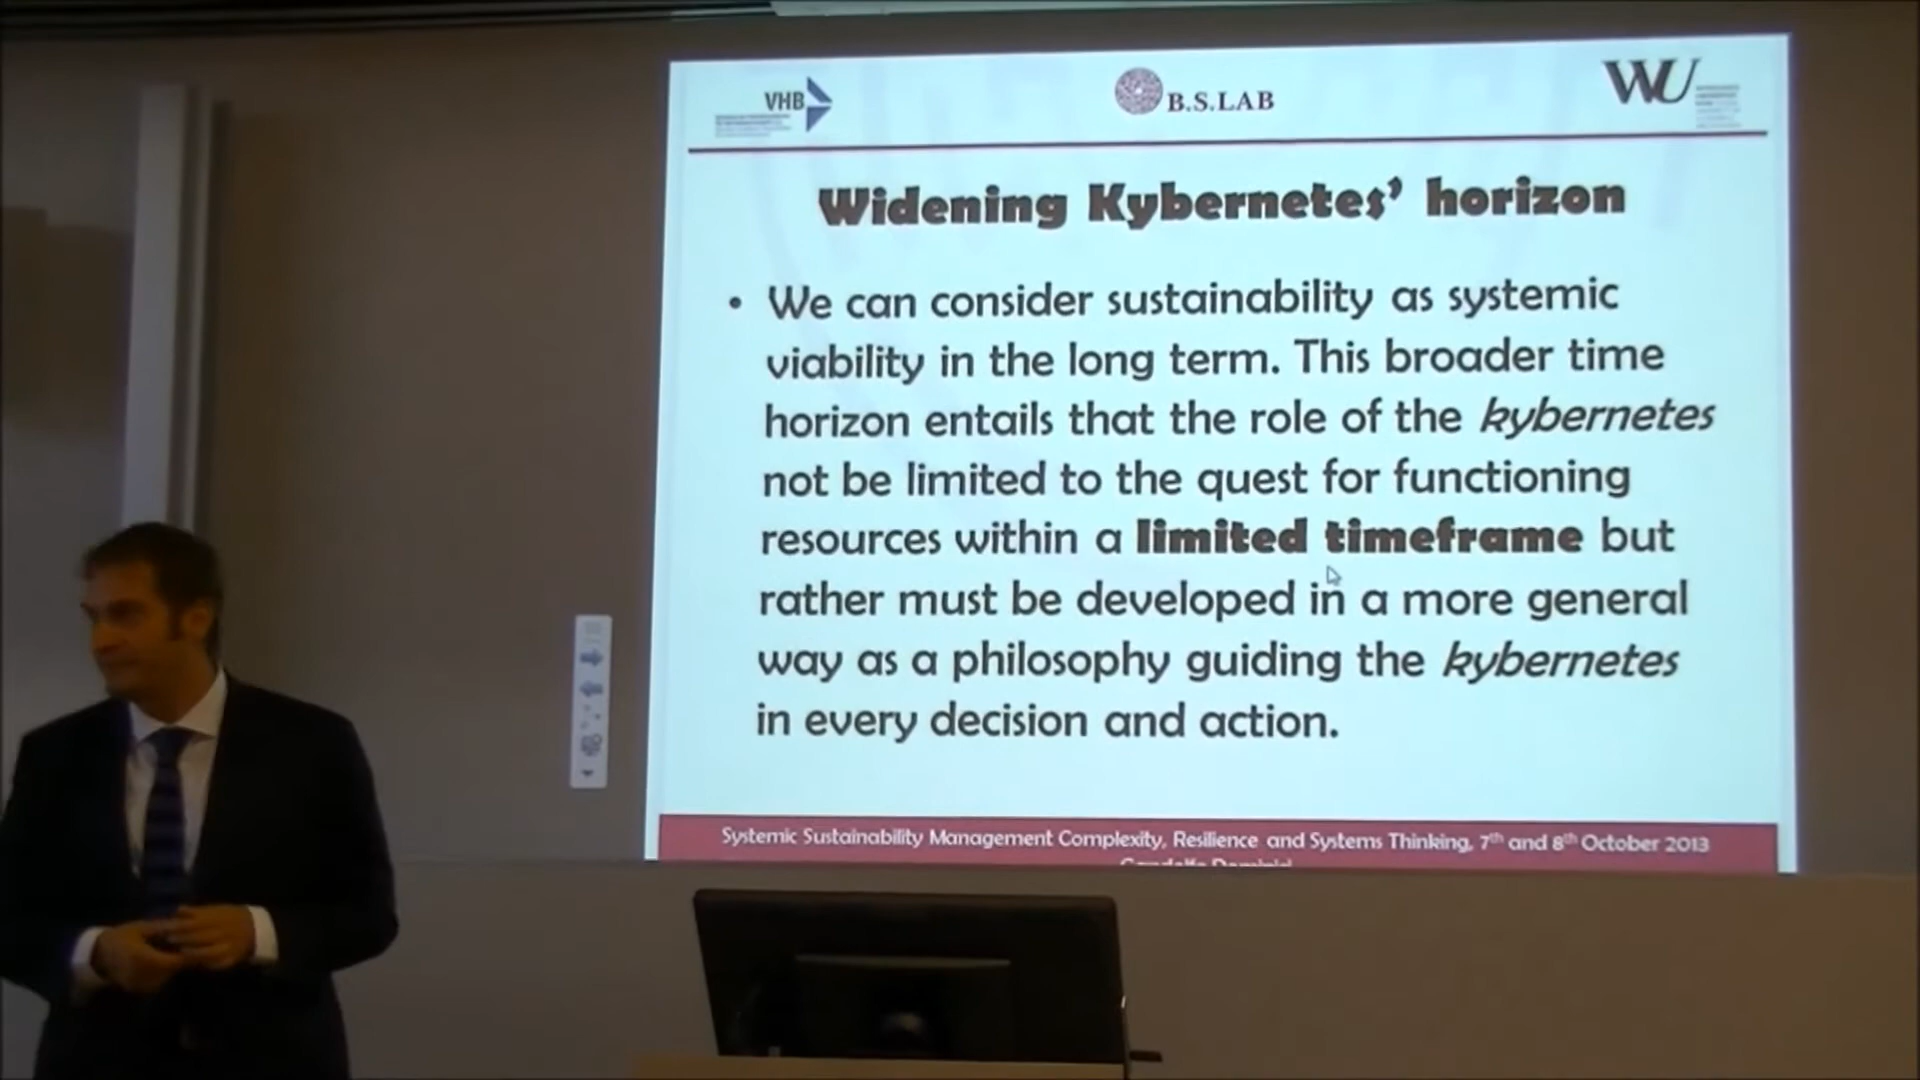 VHB
B.S.LAB
WU
Widening Kybernetes’ horizon
• We can consider sustainability as systemic
viability in the long term. This broader time
horizon entails that the role of the kybernetes
not be limited to the quest for functioning
resources within a limited timeframe but
rather must be developed in a more general
way as a philosophy guiding the kybernetes
in every decision and action.
Systemic Sustainability Management Complexity, Resilience and Systems Thinking, 7th and 8th October 2013